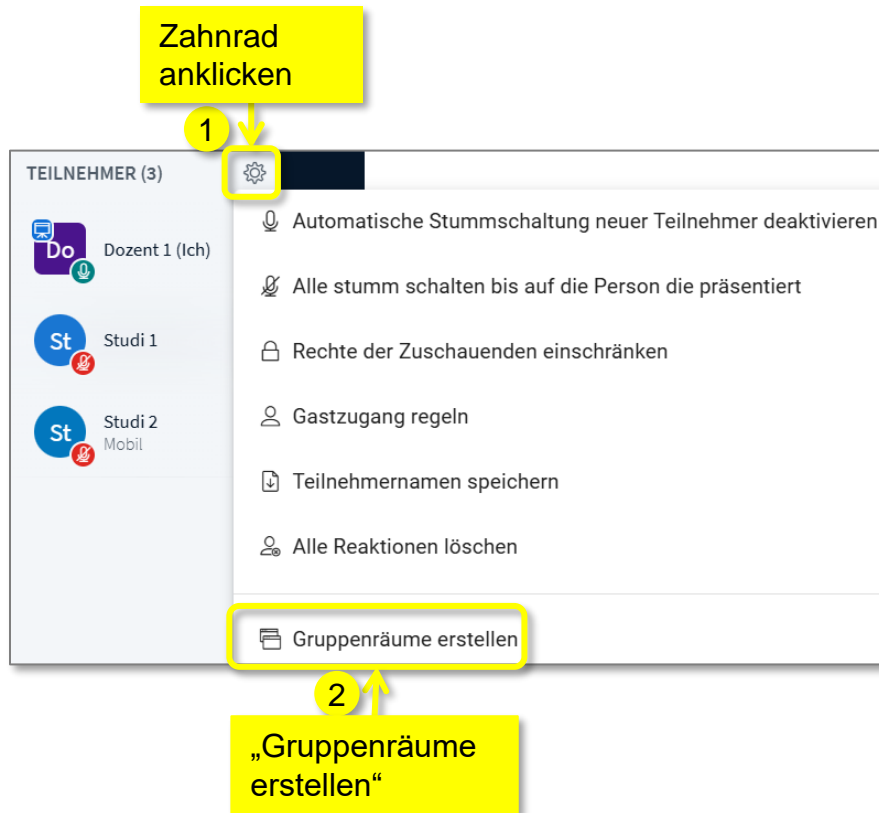 Zahnrad
anklicken
1
TEILNEHMER (3)
Do
Dozent 1 (Ich)
St
Studi 1
St
Studi 2
Mobil
Automatische Stummschaltung neuer Teilnehmer deaktivieren
Alle stumm schalten bis auf die Person die präsentiert
Rechte der Zuschauenden einschränken
Gastzugang regeln
Teilnehmernamen speichern
Alle Reaktionen löschen
Gruppenräume erstellen
2
„Gruppenräume
erstellen“